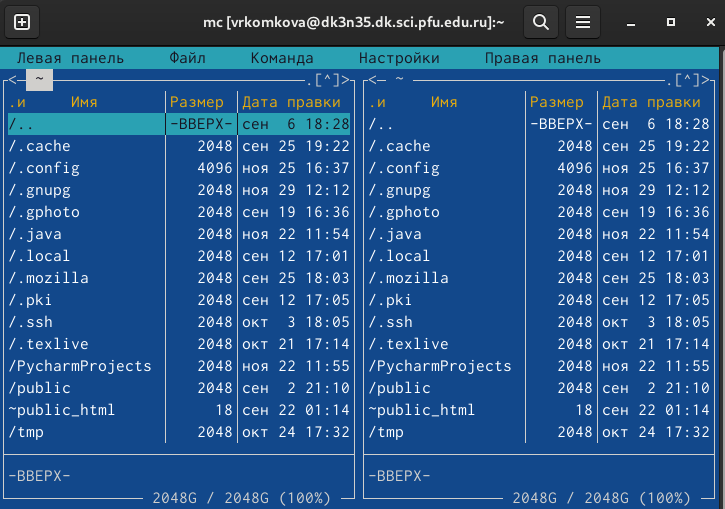 mc [vrkomkova@dk3n35.dk.sci.pfu.edu.ru]:~
Левая панель Файл Команда Настройки Правая панель
<- ~ .[^]> <- ~ .[^]>
.и Имя Размер Дата правки .и Имя Размер Дата правки
/.. -ВВЕРХ- сен 6 18:28 /.. -ВВЕРХ- сен 6 18:28
/.cache 2048 сен 25 19:22 /.cache 2048 сен 25 19:22
/.config 4096 ноя 25 16:37 /.config 4096 ноя 25 16:37
/.gnupg 2048 ноя 29 12:12 /.gnupg 2048 ноя 29 12:12
/.gphoto 2048 сен 19 16:36 /.gphoto 2048 сен 19 16:36
/.java 2048 ноя 22 11:54 /.java 2048 ноя 22 11:54
/.local 2048 сен 12 17:01 /.local 2048 сен 12 17:01
/.mozilla 2048 сен 25 18:03 /.mozilla 2048 сен 25 18:03
/.pki 2048 сен 12 17:05 /.pki 2048 сен 12 17:05
/.ssh 2048 окт 3 18:05 /.ssh 2048 окт 3 18:05
/.texlive 2048 окт 21 17:14 /.texlive 2048 окт 21 17:14
/PycharmProjects 2048 ноя 22 11:55 /PycharmProjects 2048 ноя 22 11:55
/public 2048 сен 2 21:10 /public 2048 сен 2 21:10
~public_html 18 сен 22 01:14 ~public_html 18 сен 22 01:14
/tmp 2048 окт 24 17:32 /tmp 2048 окт 24 17:32
-ВВЕРХ- -ВВЕРХ-
2048G / 2048G (100%) 2048G / 2048G (100%)